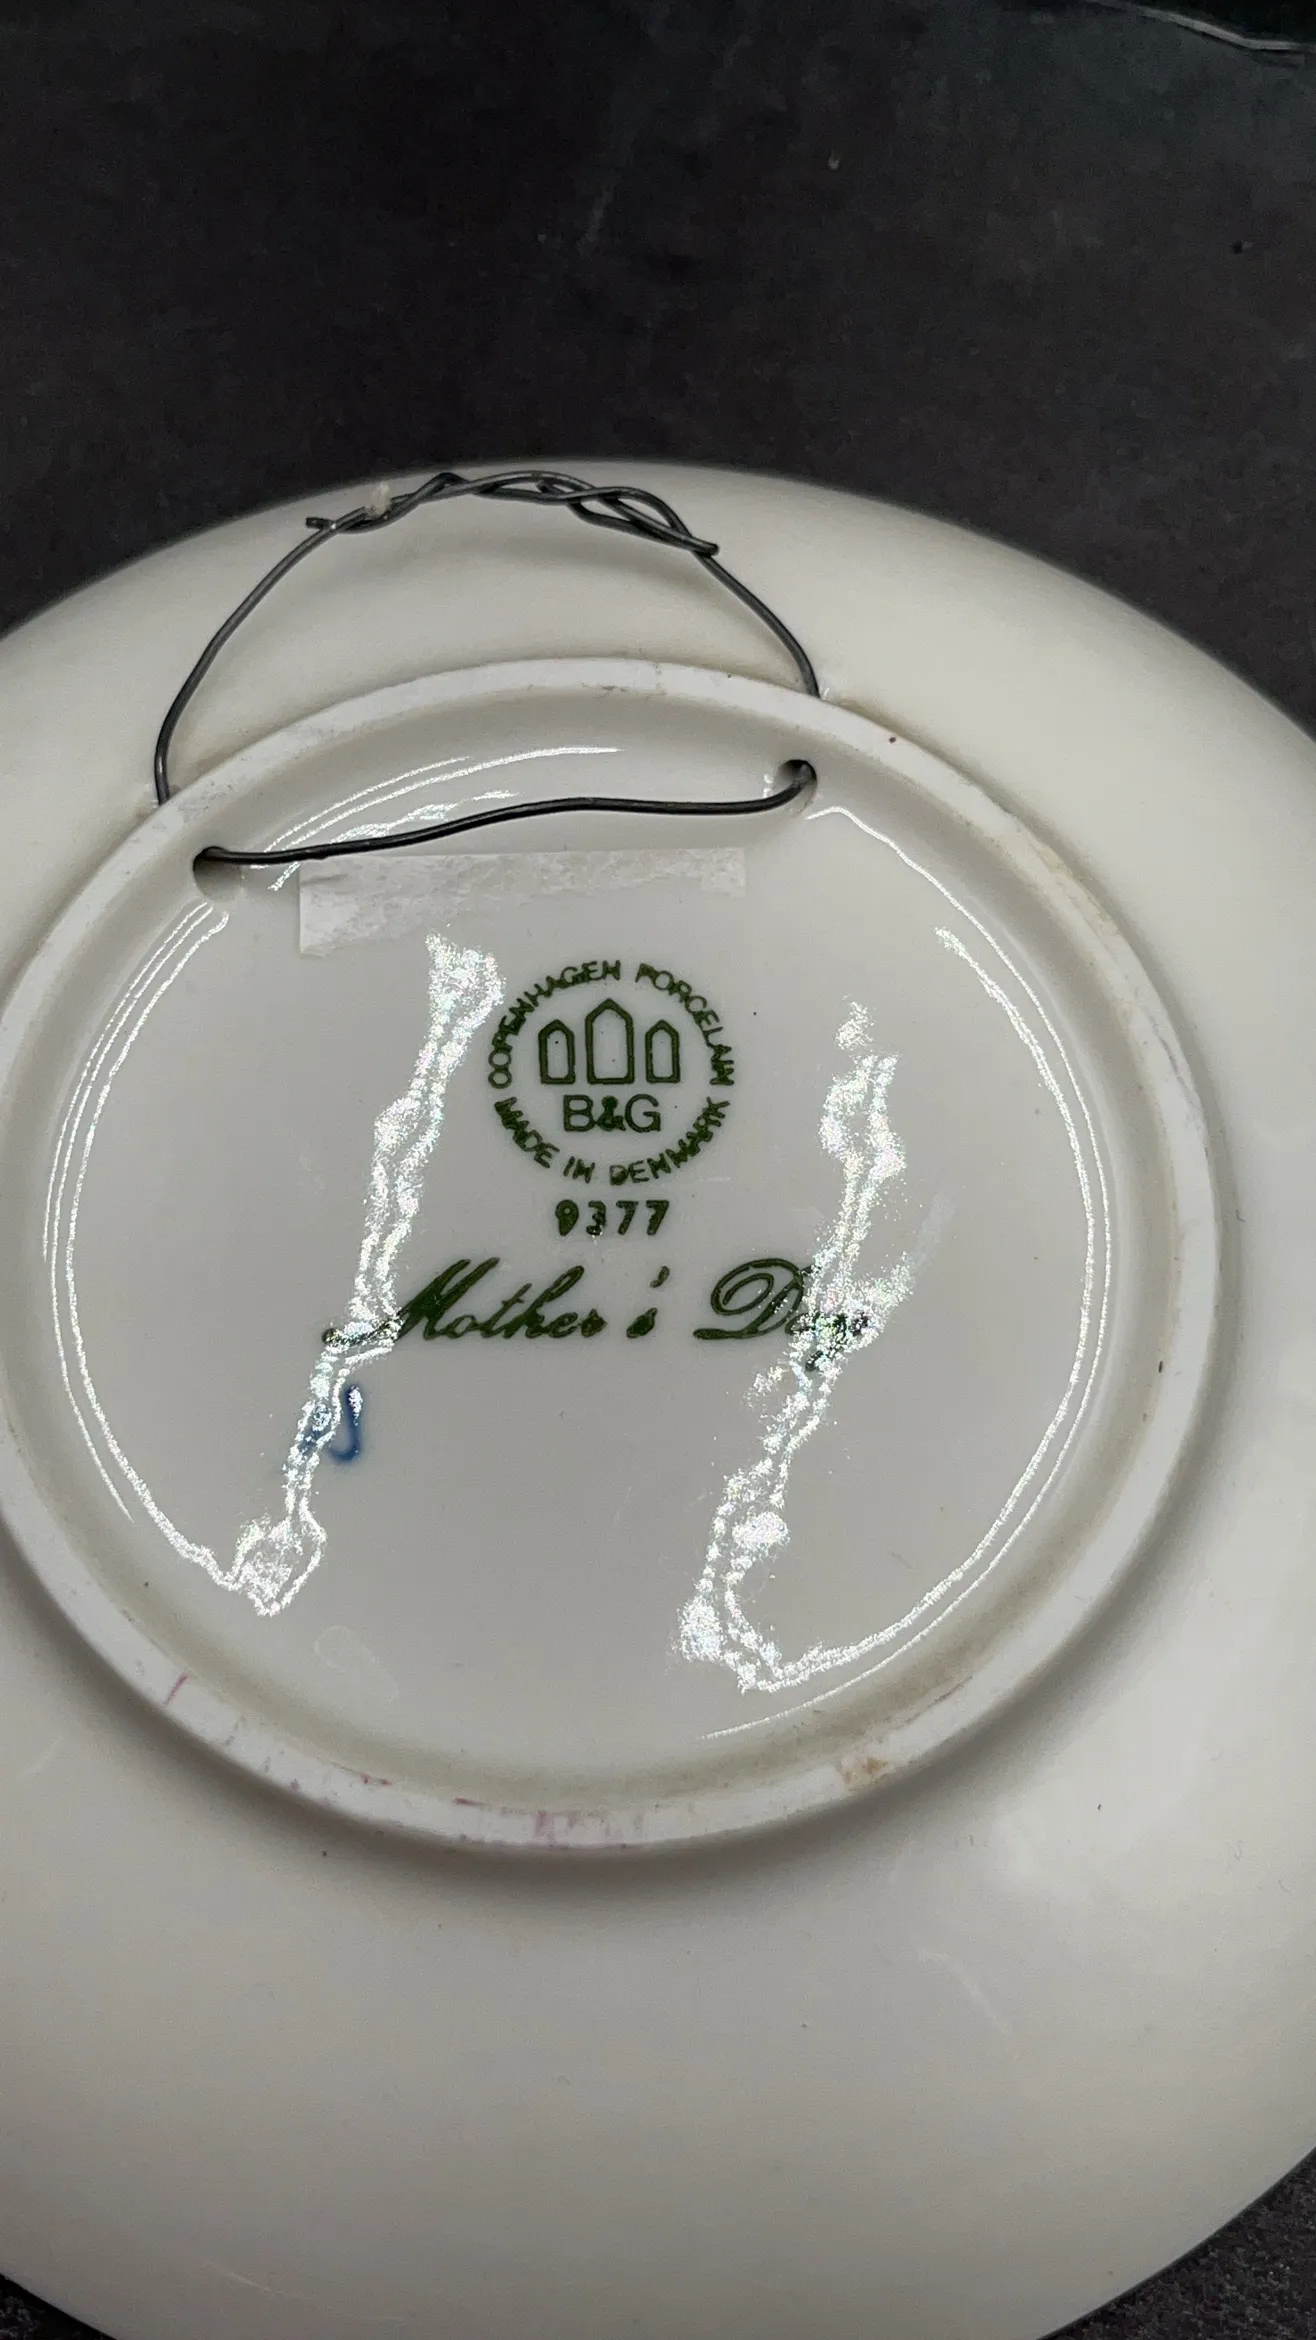 COPENHAGEN PORCELAIN
B&G
MADE IN DENMARK
9377
Mother's Day